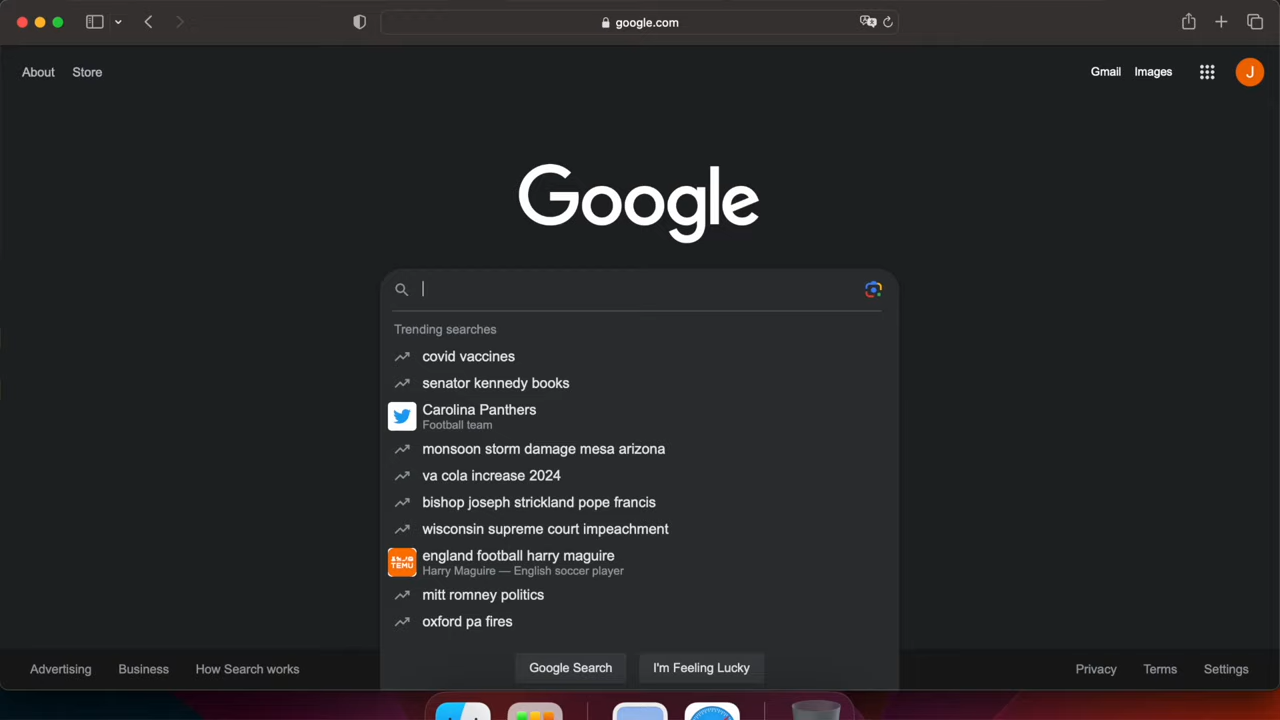 google.com
About
Store
Gmail
Images
J
Google
Trending searches
covid vaccines
senator kennedy books
Carolina Panthers
Football team
monsoon storm damage mesa arizona
va cola increase 2024
bishop joseph strickland pope francis
wisconsin supreme court impeachment
TEMU
england football harry maguire
Harry Maguire — English soccer player
mitt romney politics
oxford pa fires
Google Search
I'm Feeling Lucky
Advertising
Business
How Search works
Privacy
Terms
Settings